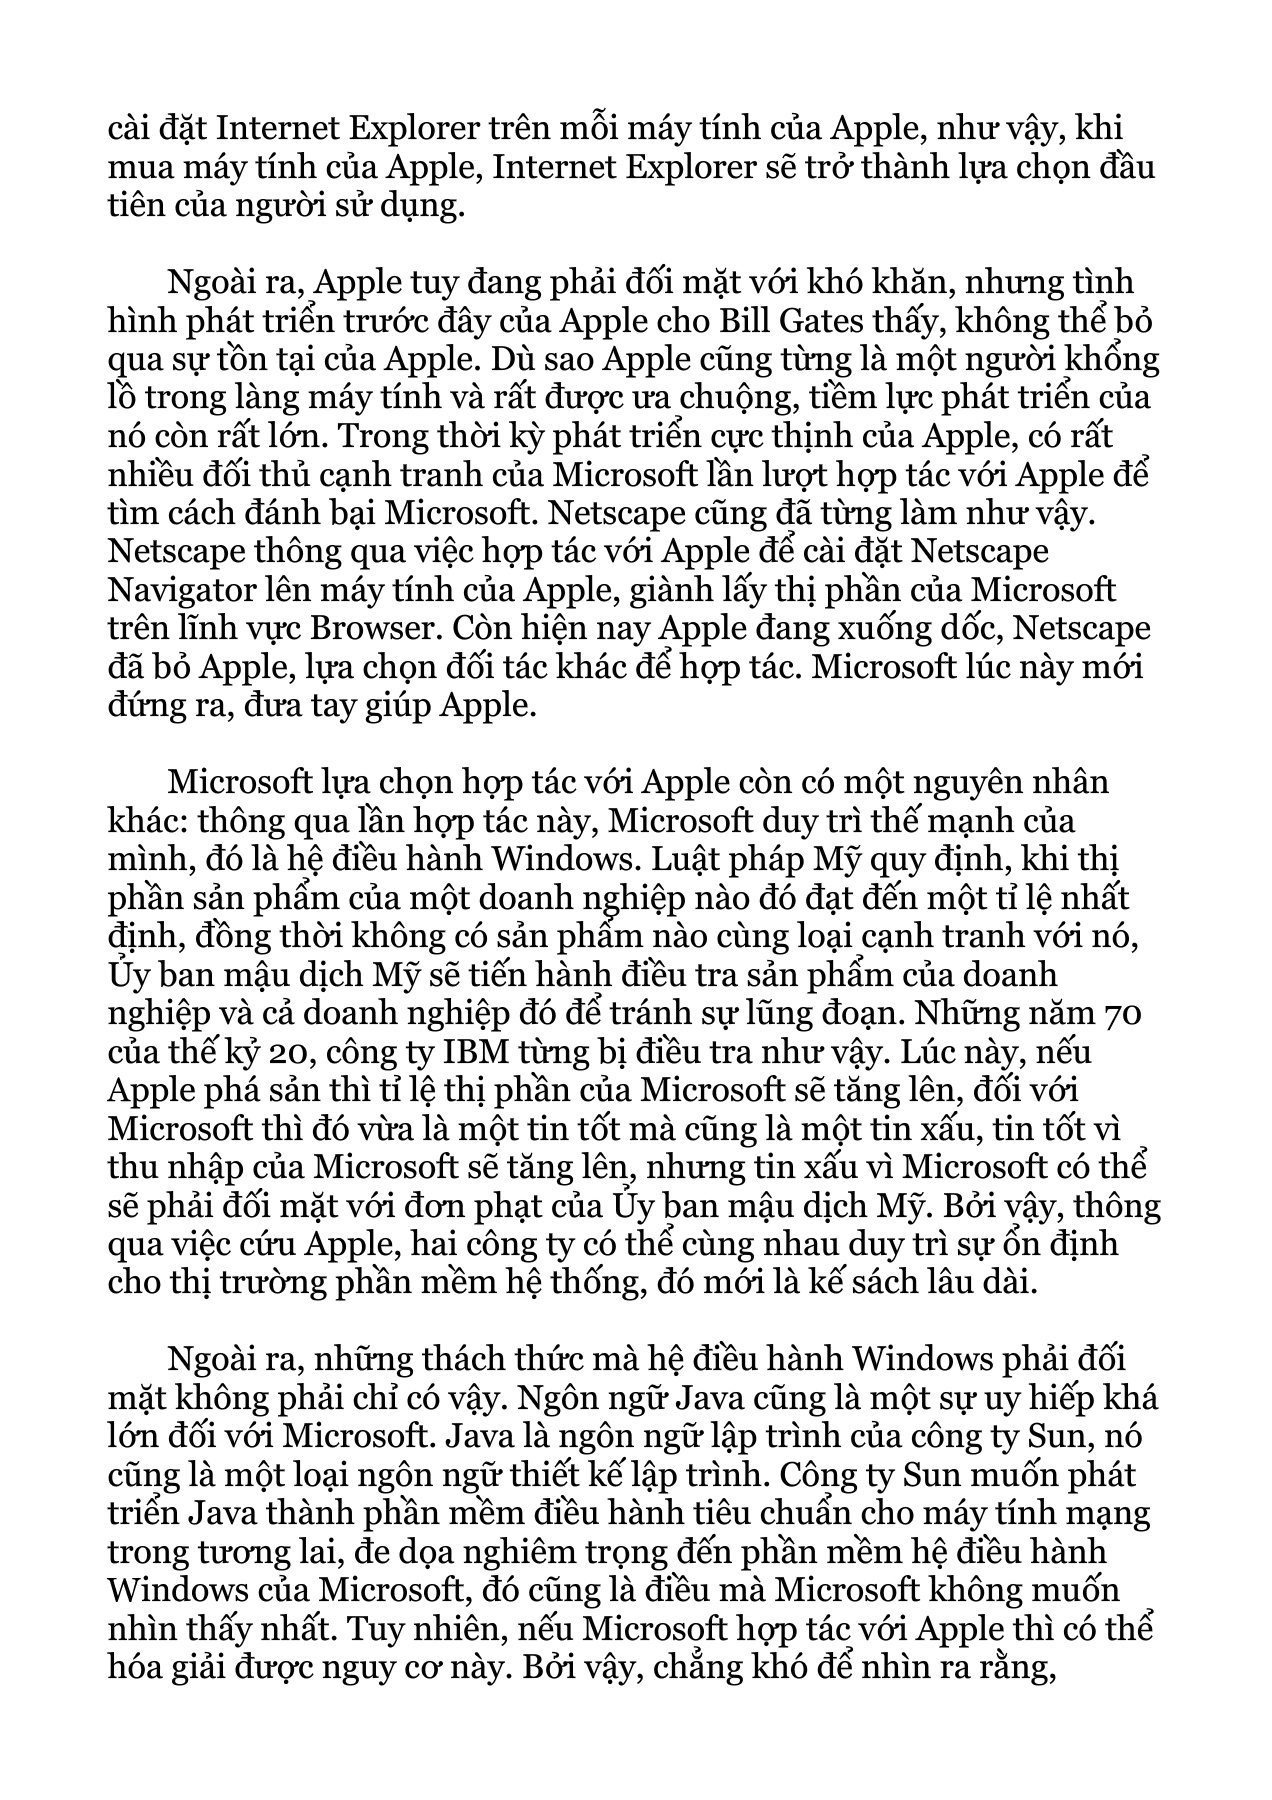 cài đặt Internet Explorer trên mỗi máy tính của Apple, như vậy, khi
mua máy tính của Apple, Internet Explorer sẽ trở thành lựa chọn đầu
tiên của người sử dụng.
Ngoài ra, Apple tuy đang phải đối mặt với khó khăn, nhưng tình
hình phát triển trước đây của Apple cho Bill Gates thấy, không thể bỏ
qua sự tồn tại của Apple. Dù sao Apple cũng từng là một người khổng
lồ trong làng máy tính và rất được ưa chuộng, tiềm lực phát triển của
nó còn rất lớn. Trong thời kỳ phát triển cực thịnh của Apple, có rất
nhiều đối thủ cạnh tranh của Microsoft lần lượt hợp tác với Apple để
tìm cách đánh bại Microsoft. Netscape cũng đã từng làm như vậy.
Netscape thông qua việc hợp tác với Apple để cài đặt Netscape
Navigator lên máy tính của Apple, giành lấy thị phần của Microsoft
trên lĩnh vực Browser. Còn hiện nay Apple đang xuống dốc, Netscape
đã bỏ Apple, lựa chọn đối tác khác để hợp tác. Microsoft lúc này mới
đứng ra, đưa tay giúp Apple.
Microsoft lựa chọn hợp tác với Apple còn có một nguyên nhân
khác: thông qua lần hợp tác này, Microsoft duy trì thế mạnh của
mình, đó là hệ điều hành Windows. Luật pháp Mỹ quy định, khi thị
phần sản phẩm của một doanh nghiệp nào đó đạt đến một tỉ lệ nhất
định, đồng thời không có sản phẩm nào cùng loại cạnh tranh với nó,
Ủy ban mậu dịch Mỹ sẽ tiến hành điều tra sản phẩm của doanh
nghiệp và cả doanh nghiệp đó để tránh sự lũng đoạn. Những năm 70
của thế kỷ 20, công ty IBM từng bị điều tra như vậy. Lúc này, nếu
Apple phá sản thì tỉ lệ thị phần của Microsoft sẽ tăng lên, đối với
Microsoft thì đó vừa là một tin tốt mà cũng là một tin xấu, tin tốt vì
thu nhập của Microsoft sẽ tăng lên, nhưng tin xấu vì Microsoft có thể
sẽ phải đối mặt với đơn phạt của Ủy ban mậu dịch Mỹ. Bởi vậy, thông
qua việc cứu Apple, hai công ty có thể cùng nhau duy trì sự ổn định
cho thị trường phần mềm hệ thống, đó mới là kế sách lâu dài.
Ngoài ra, những thách thức mà hệ điều hành Windows phải đối
mặt không phải chỉ có vậy. Ngôn ngữ Java cũng là một sự uy hiếp khá
lớn đối với Microsoft. Java là ngôn ngữ lập trình của công ty Sun, nó
cũng là một loại ngôn ngữ thiết kế lập trình. Công ty Sun muốn phát
triển Java thành phần mềm điều hành tiêu chuẩn cho máy tính mạng
trong tương lai, đe dọa nghiêm trọng đến phần mềm hệ điều hành
Windows của Microsoft, đó cũng là điều mà Microsoft không muốn
nhìn thấy nhất. Tuy nhiên, nếu Microsoft hợp tác với Apple thì có thể
hóa giải được nguy cơ này. Bởi vậy, chẳng khó để nhìn ra rằng,